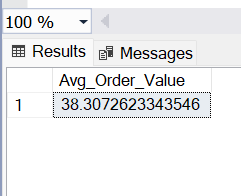 100 %
Results Messages
Avg_Order_Value
1 38.3072623343546